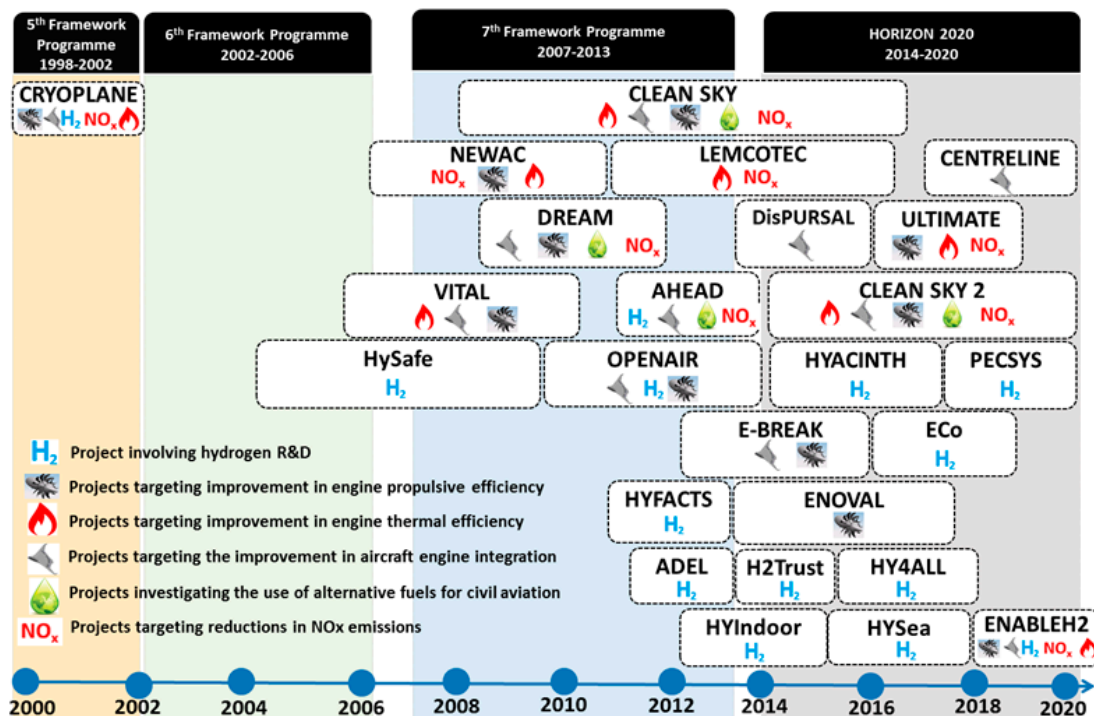 5th Framework
Programme
1998-2002
6th Framework Programme
2002-2006
7th Framework Programme
2007-2013
HORIZON 2020
2014-2020
CRYOPLANE
H2 NOx
CLEAN SKY
NOx
NEWAC
NOx
LEMCOTEC
NOx
CENTRELINE
DREAM
NOx
DisPURSAL
ULTIMATE
NOx
VITAL
AHEAD
H2 NOx
CLEAN SKY 2
NOx
HySafe
H2
OPENAIR
H2
HYACINTH
H2
PECSYS
H2
E-BREAK
ECo
H2
HYFACTS
H2
ENOVAL
ADEL
H2
H2Trust
H2
HY4ALL
H2
HYIndoor
H2
HYSea
H2
ENABLEH2
H2 NOx
H2 Project involving hydrogen R&D
Projects targeting improvement in engine propulsive efficiency
Projects targeting improvement in engine thermal efficiency
Projects targeting the improvement in aircraft engine integration
Projects investigating the use of alternative fuels for civil aviation
NOx Projects targeting reductions in NOx emissions
2000 2002 2004 2006 2008 2010 2012 2014 2016 2018 2020